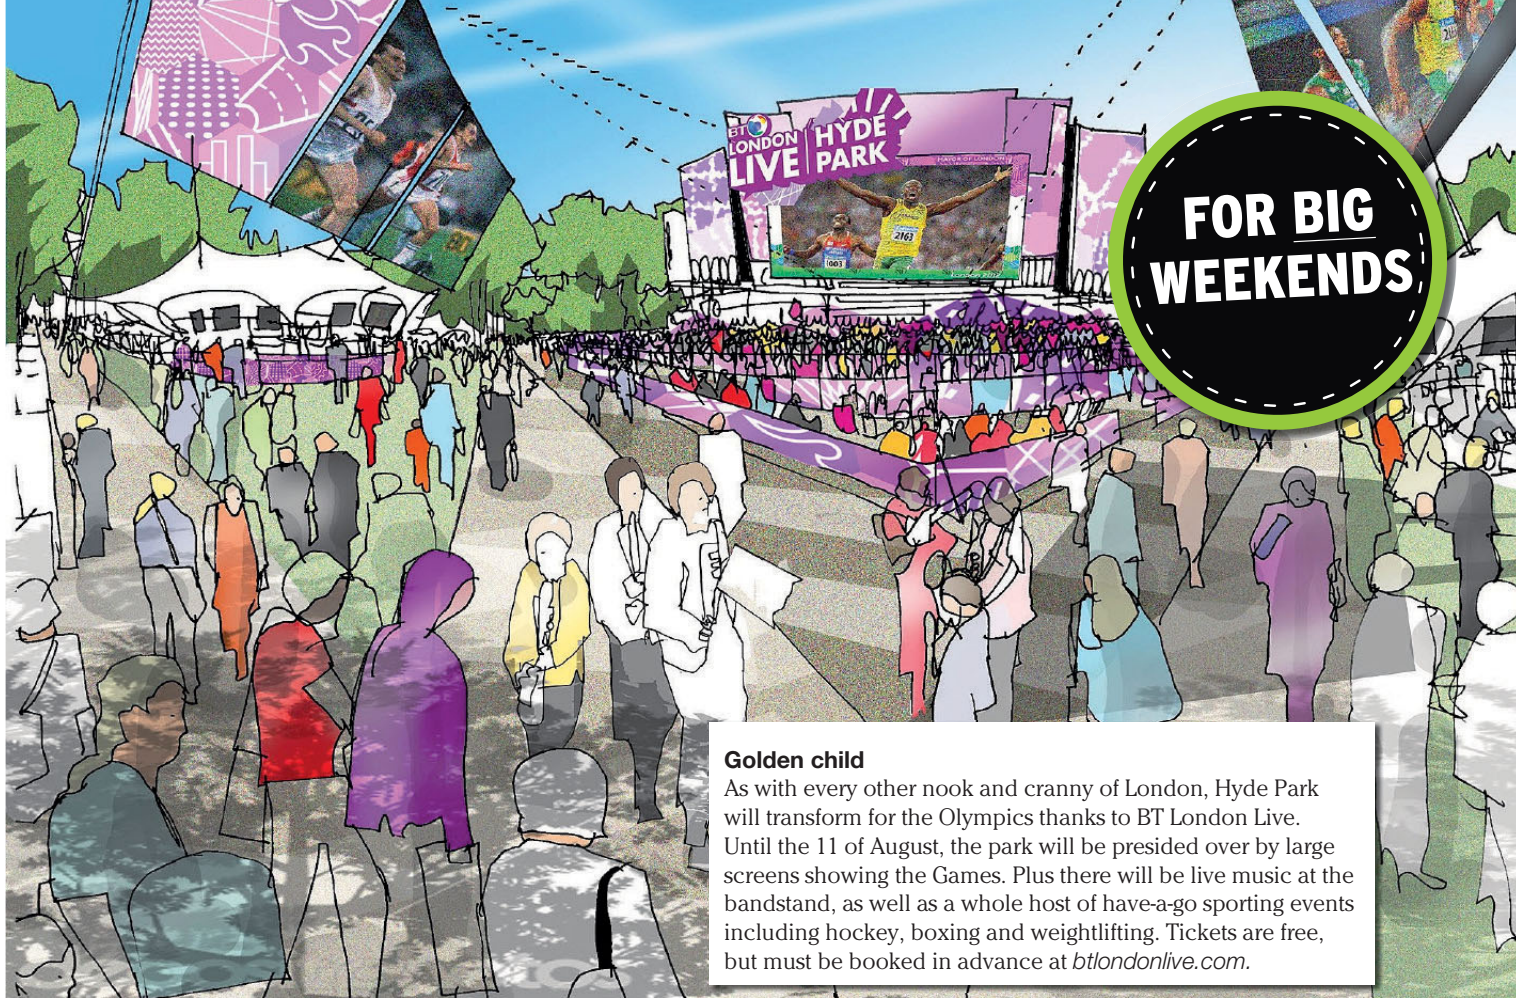 BT
LONDON
LIVE
HYDE
PARK
MAYOR OF LONDON
2163
1003
FOR BIG
WEEKENDS
Golden child
As with every other nook and cranny of London, Hyde Park
will transform for the Olympics thanks to BT London Live.
Until the 11 of August, the park will be presided over by large
screens showing the Games. Plus there will be live music at the
bandstand, as well as a whole host of have-a-go sporting events
including hockey, boxing and weightlifting. Tickets are free,
but must be booked in advance at btlondonlive.com.